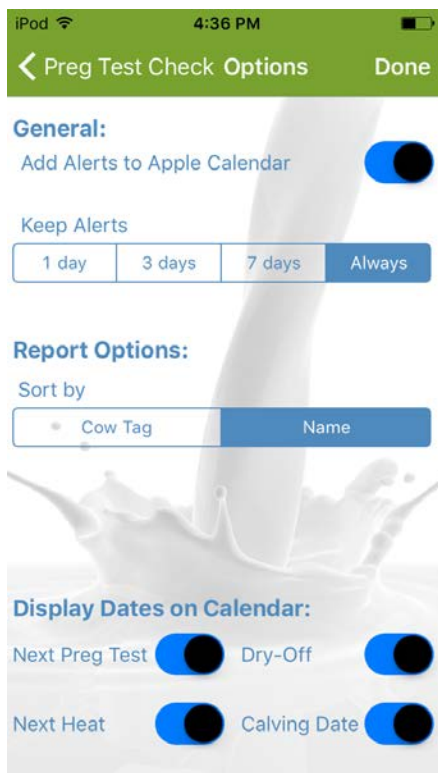 iPod 4:36 PM
Preg Test Check Options Done
General:
Add Alerts to Apple Calendar
Keep Alerts
1 day 3 days 7 days Always
Report Options:
Sort by
Cow Tag Name
Display Dates on Calendar:
Next Preg Test Dry-Off
Next Heat Calving Date